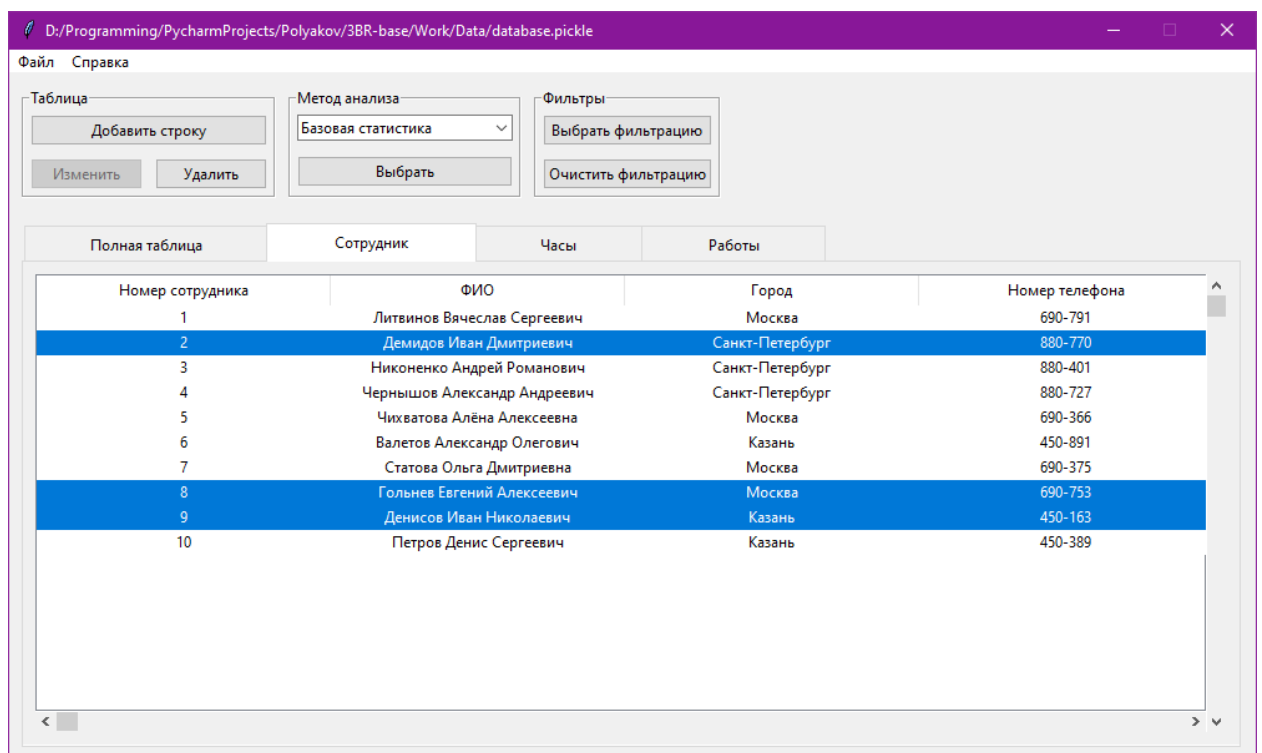 D:/Programming/PycharmProjects/Polyakov/3BR-base/Work/Data/database.pickle
Файл Справка
Таблица Метод анализа Фильтры
Добавить строку Базовая статистика Выбрать фильтрацию
Изменить Удалить Выбрать Очистить фильтрацию
Полная таблица Сотрудник Часы Работы
Номер сотрудника ФИО Город Номер телефона
1 Литвинов Вячеслав Сергеевич Москва 690-791
2 Демидов Иван Дмитриевич Санкт-Петербург 880-770
3 Никоненко Андрей Романович Санкт-Петербург 880-401
4 Чернышов Александр Андреевич Санкт-Петербург 880-727
5 Чихватова Алёна Алексеевна Москва 690-366
6 Валетов Александр Олегович Казань 450-891
7 Статова Ольга Дмитриевна Москва 690-375
8 Гольнев Евгений Алексеевич Москва 690-753
9 Денисов Иван Николаевич Казань 450-163
10 Петров Денис Сергеевич Казань 450-389